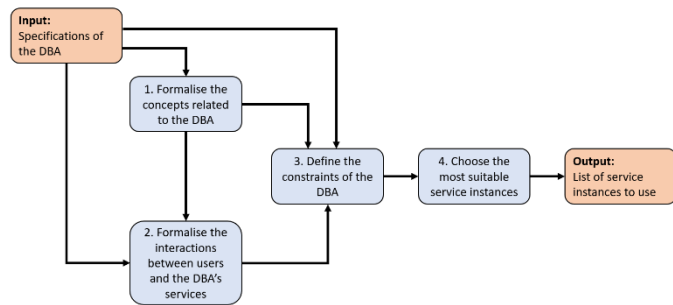 Input:
Specifications of
the DBA
1. Formalise the
concepts related
to the DBA
3. Define the
constraints of the
DBA
4. Choose the
most suitable
service instances
Output:
List of service
instances to use
2. Formalise the
interactions
between users
and the DBA's
services